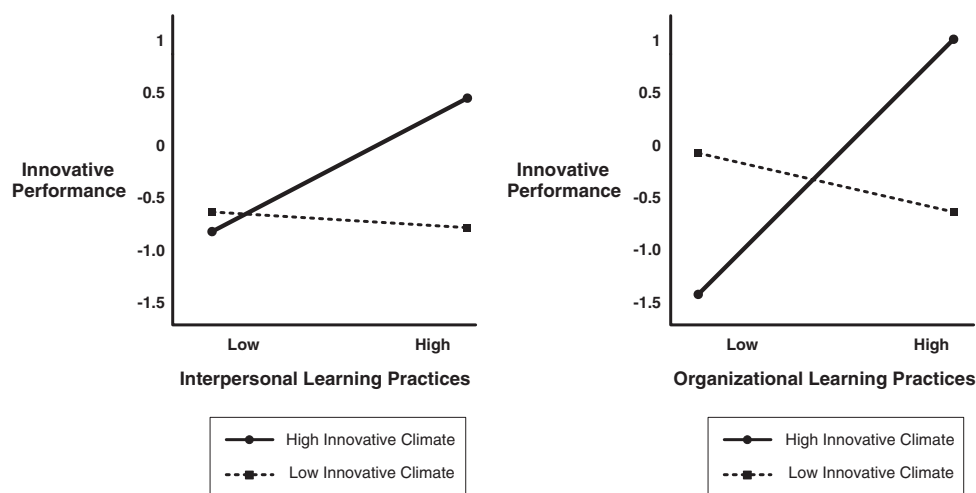 1
0.5
0
-0.5
-1.0
-1.5
Innovative
Performance
Low High
Interpersonal Learning Practices
High Innovative Climate
Low Innovative Climate
1
0.5
0
-0.5
-1.0
-1.5
Innovative
Performance
Low High
Organizational Learning Practices
High Innovative Climate
Low Innovative Climate